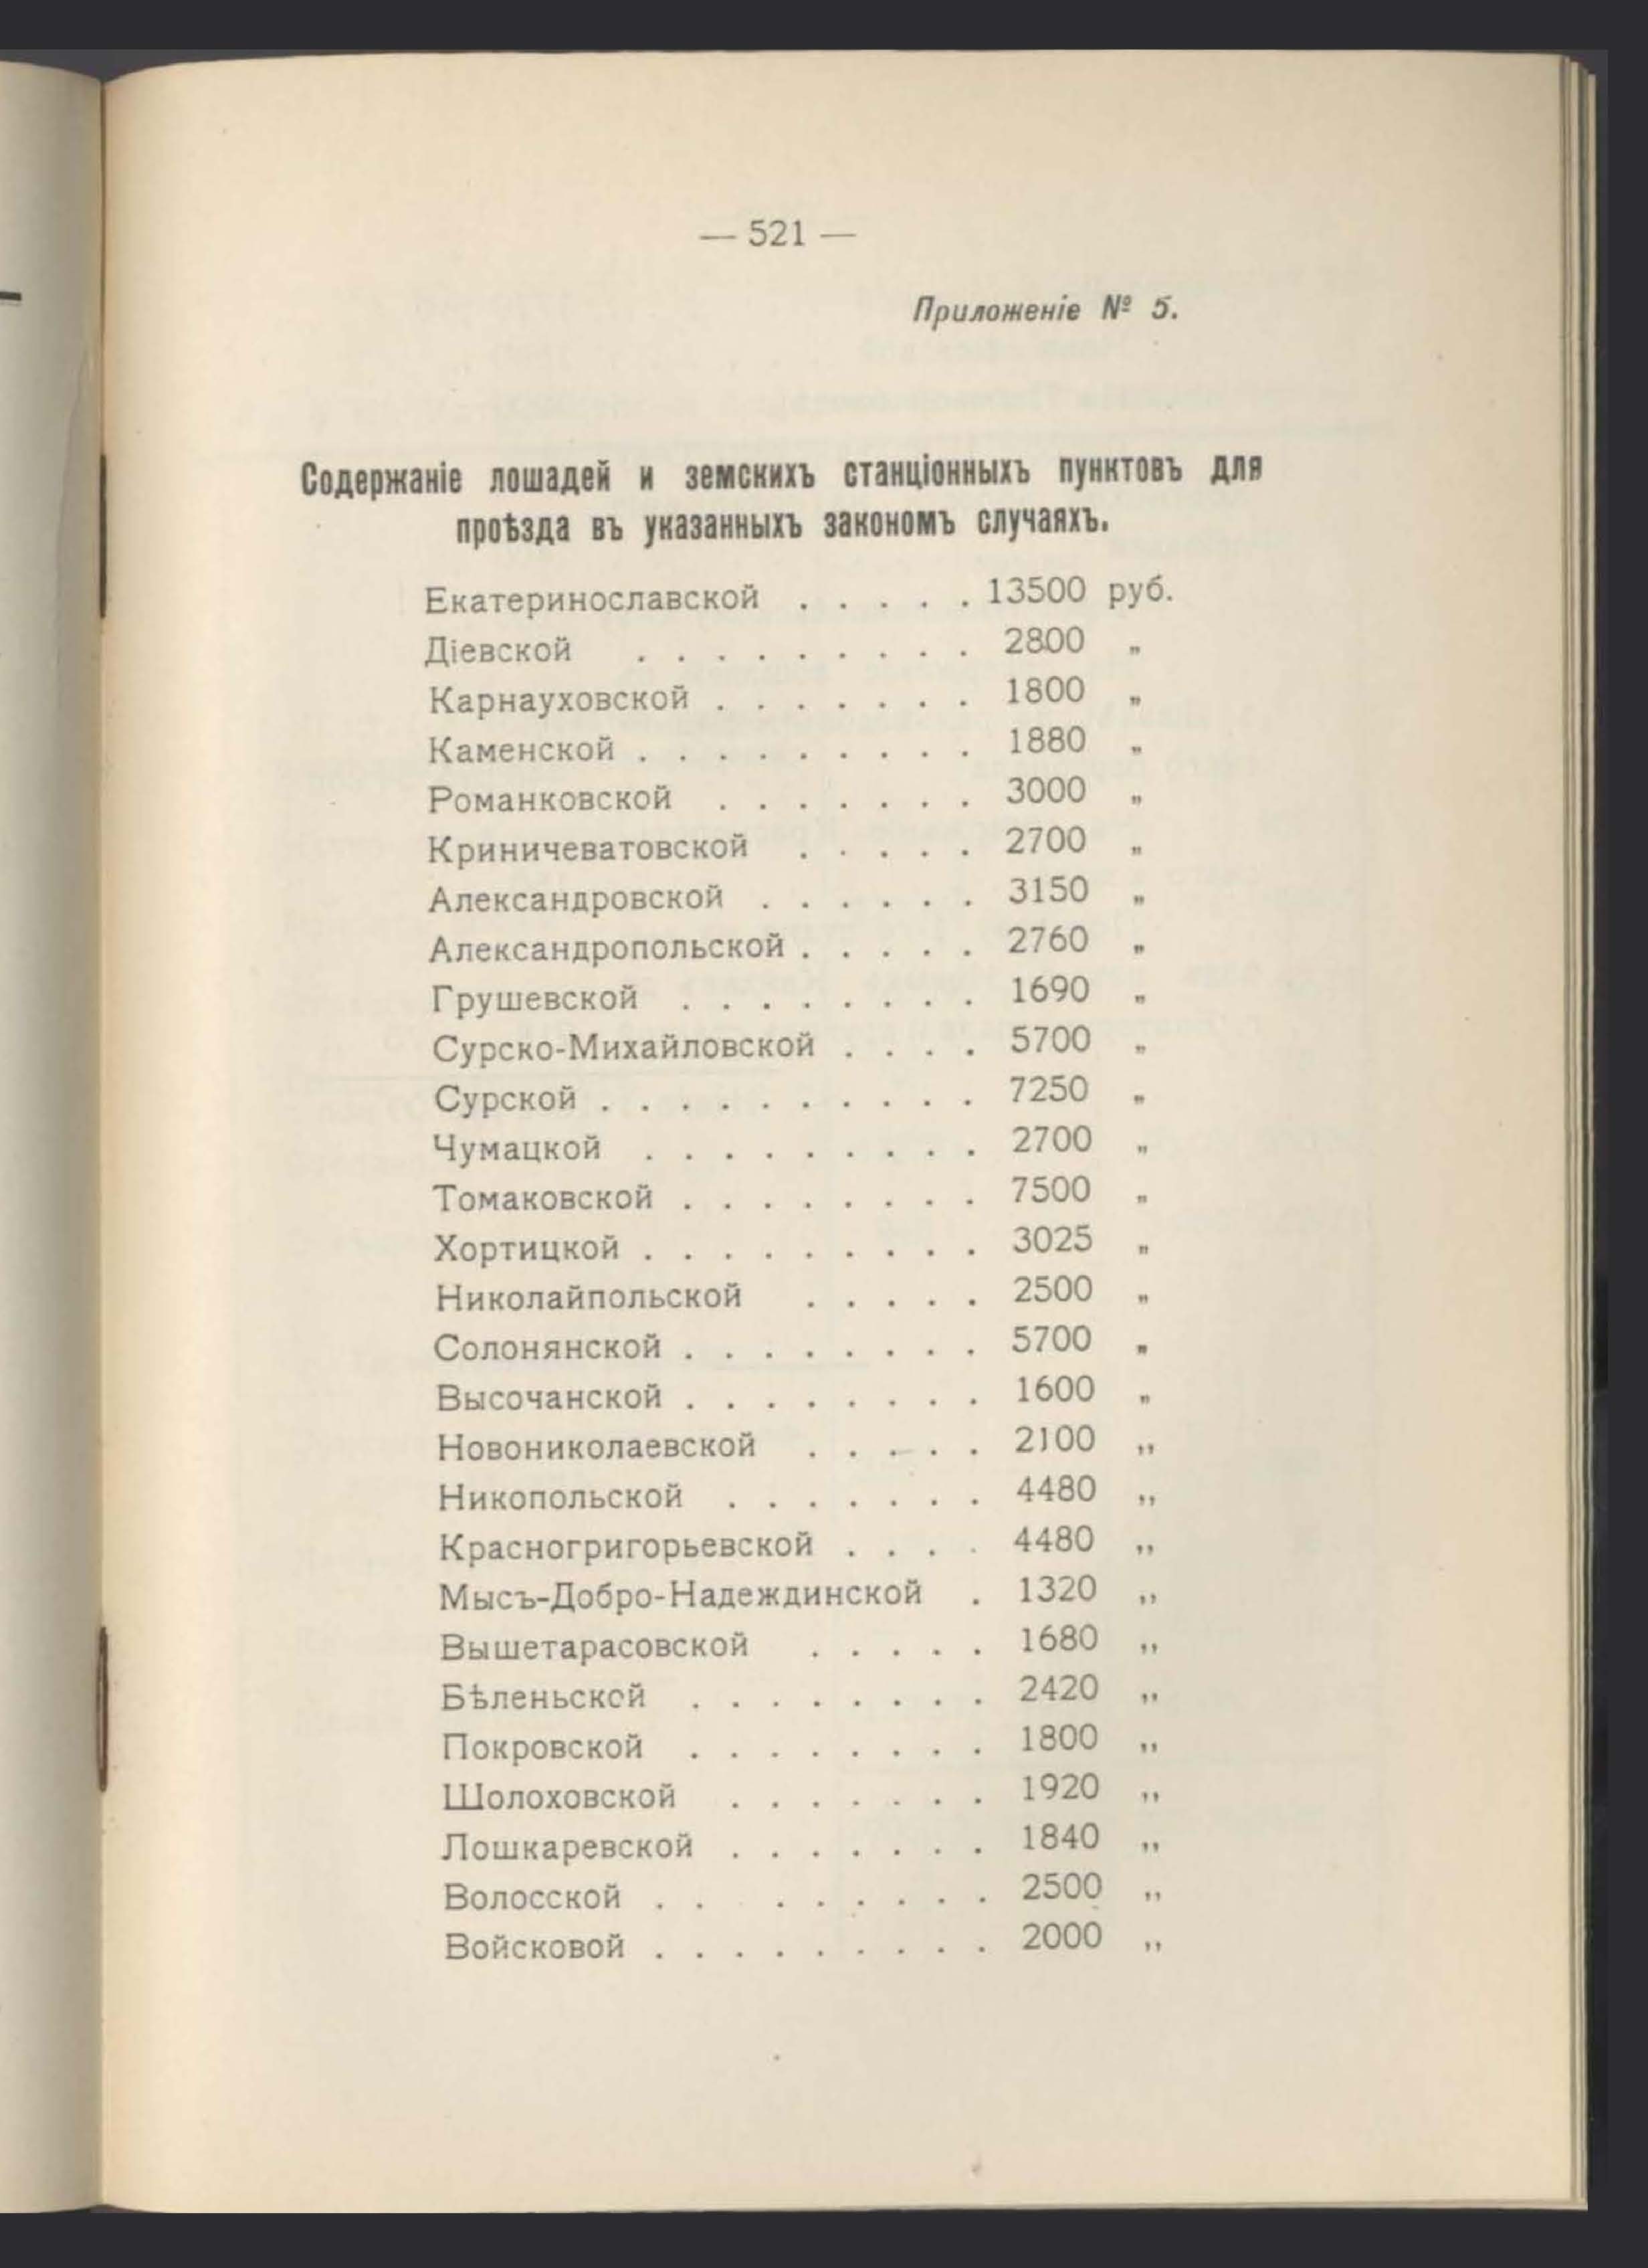 — 521 —
Приложеніе № 5.
Содержаніе лошадей и земскихъ станціонныхъ пунктовъ для
проѣзда въ указанныхъ закономъ случаяхъ.
Екатеринославской . . . . . 13500 руб.
Діевской . . . . . . . . . 2800 „
Карнауховской . . . . . . . 1800 „
Каменской . . . . . . . . . 1880 „
Романковской . . . . . . . 3000 „
Криничеватовской . . . . . 2700 „
Александровской . . . . . . 3150 „
Александропольской . . . . . 2760 „
Грушевской . . . . . . . . 1690 „
Сурско-Михайловской . . . . 5700 „
Сурской . . . . . . . . . . 7250 „
Чумацкой . . . . . . . . . 2700 „
Томаковской . . . . . . . . 7500 „
Хортицкой . . . . . . . . . 3025 „
Николайпольской . . . . . 2500 „
Солонянской . . . . . . . . 5700 „
Высочанской . . . . . . . . 1600 „
Новониколаевской . . . . . 2100 ,,
Никопольской . . . . . . . 4480 ,,
Красногригорьевской . . . . 4480 ,,
Мысъ-Добро-Надеждинской . 1320 ,,
Вышетарасовской . . . . . 1680 ,,
Бѣленьской . . . . . . . . 2420 ,,
Покровской . . . . . . . . 1800 ,,
Шолоховской . . . . . . . 1920 ,,
Лошкаревской . . . . . . . 1840 ,,
Волосской . . . . . . . . 2500 ,,
Войсковой . . . . . . . . . 2000 ,,